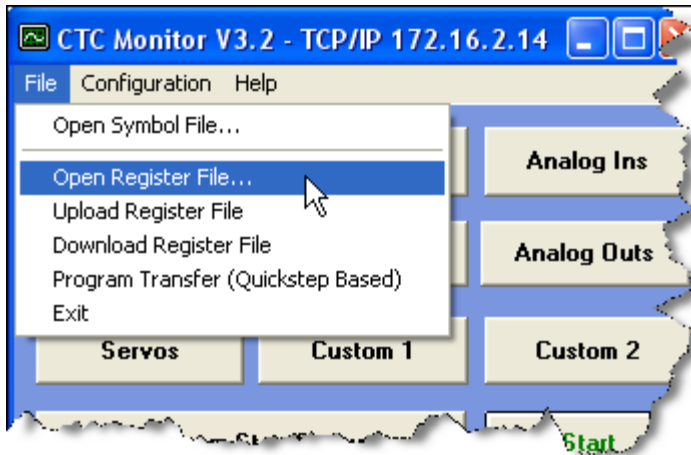 CTC Monitor V3.2 - TCP/IP 172.16.2.14
File Configuration Help
Open Symbol File...
Open Register File...
Upload Register File
Download Register File
Program Transfer (Quickstep Based)
Exit
Analog Ins
Analog Outs
Servos
Custom 1
Custom 2
Start